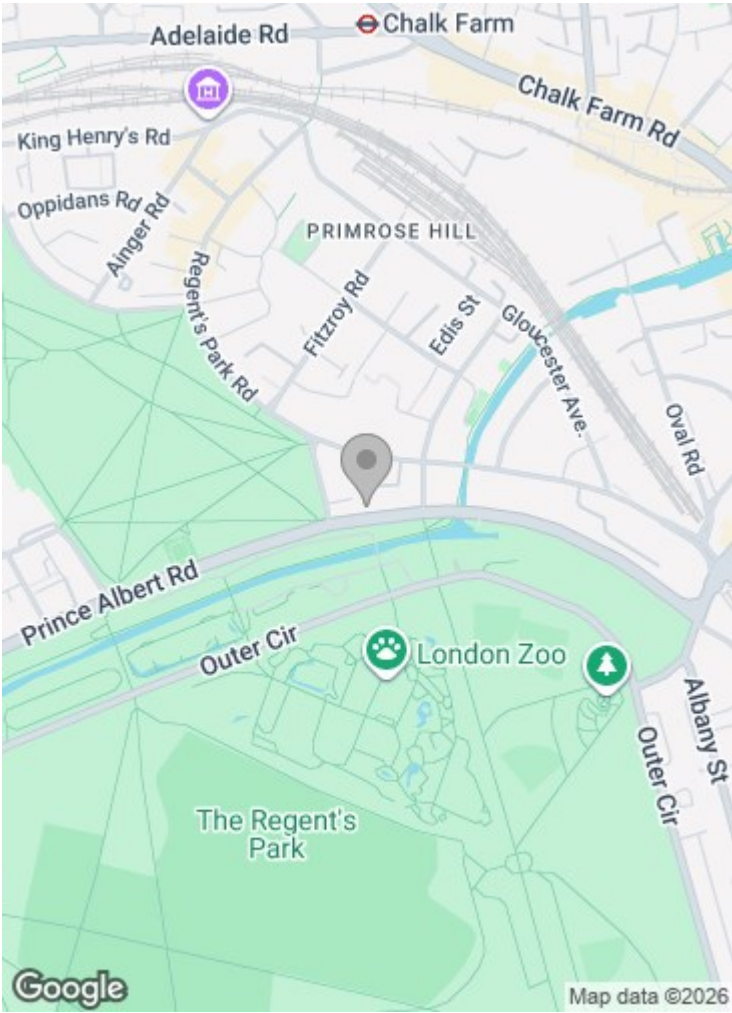 Adelaide Rd
Chalk Farm
Chalk Farm Rd
King Henry's Rd
Oppidans Rd
Ainger Rd
PRIMROSE HILL
Regent's Park Rd
Fitzroy Rd
Edis St
Gloucester Ave.
Oval Rd
Prince Albert Rd
Outer Cir
London Zoo
Albany St
Outer Cir
The Regent's
Park
Google
Map data ©2026